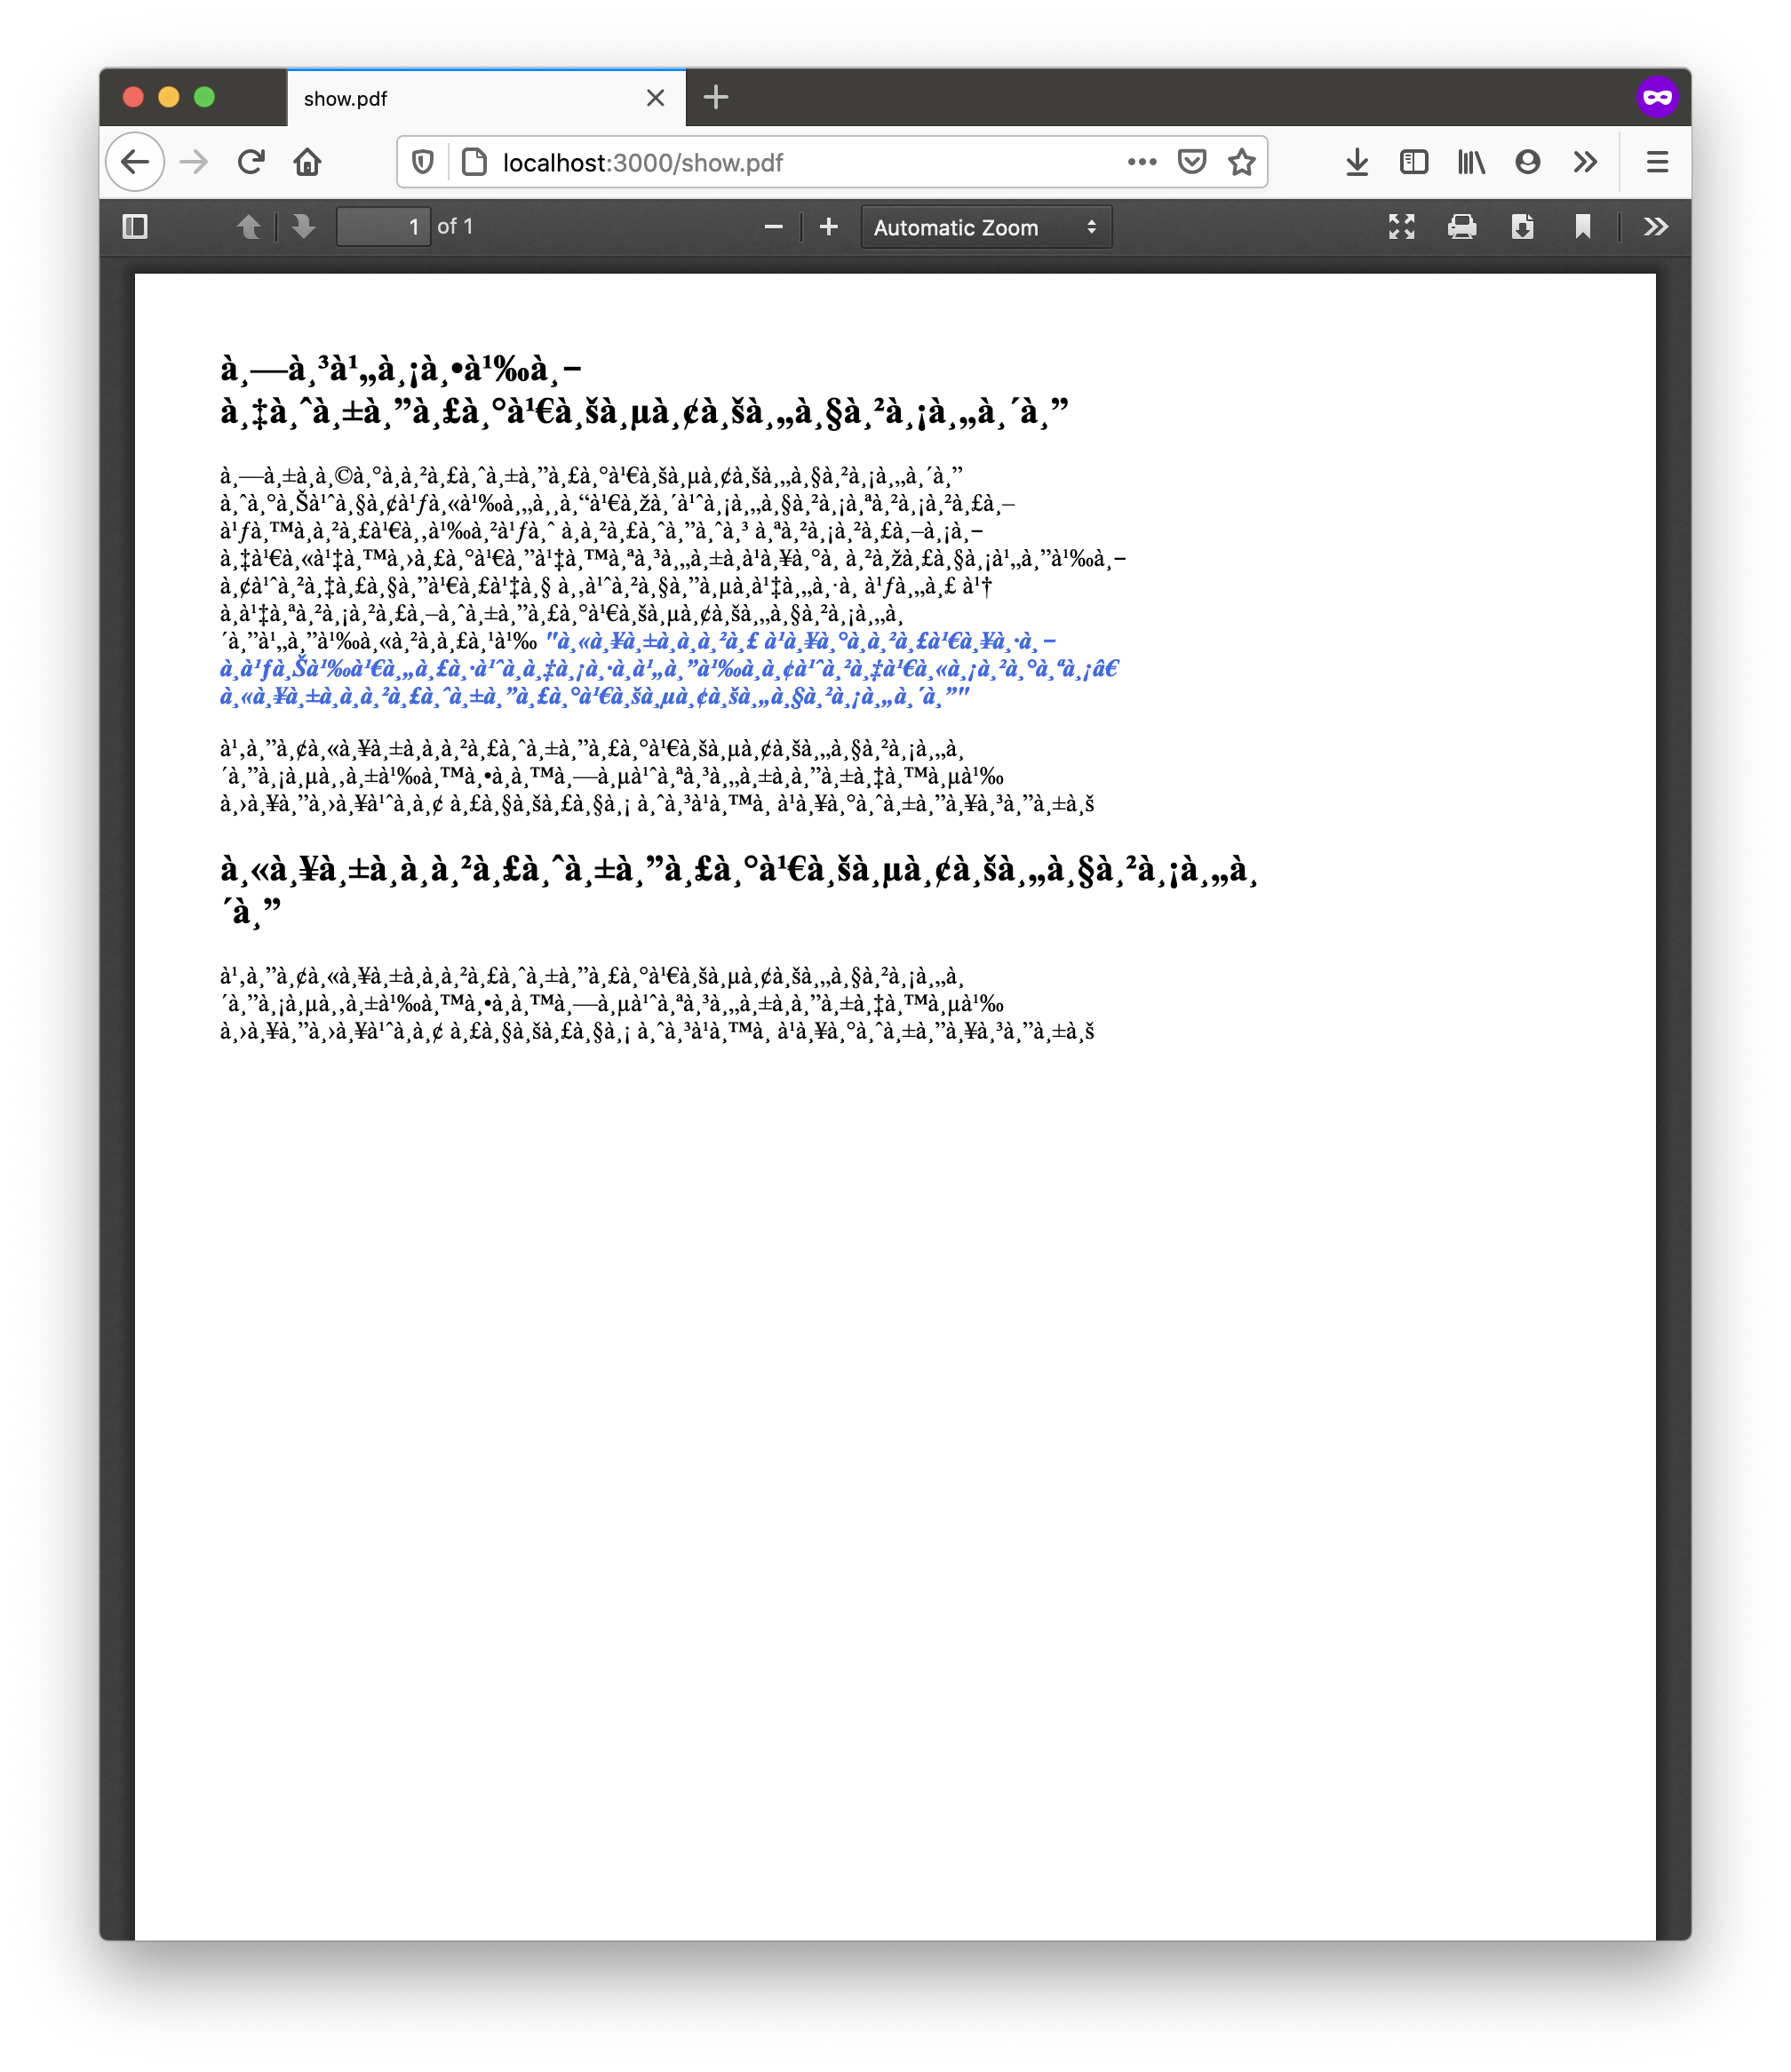 show.pdf
localhost:3000/show.pdf
1 of 1
Automatic Zoom
à¸—à¸³à¹„à¸¡à¸•à¹‰à¸–
à¸‡à¸ˆà¸±à¸”à¸£à¸°à¹€à¸šà¸µà¸¢à¸šà¸„à¸§à¸²à¸¡à¸„à¸´à¸”
à¸—à¸±à¸à¸©à¸°à¸à¸²à¸£à¸ˆà¸±à¸”à¸£à¸°à¹€à¸šà¸µà¸¢à¸šà¸„à¸§à¸²à¸¡à¸„à¸´à¸”
à¸ˆà¸°à¸Šà¹ˆà¸§à¸¢à¹ƒà¸«à¹‰à¸„à¸¸à¸“à¹€à¸žà¸´à¹ˆà¸¡à¸„à¸§à¸²à¸¡à¸ªà¸²à¸¡à¸²à¸£à¸–
à¹ƒà¸™à¸à¸²à¸£à¹€à¸‚à¹‰à¸²à¹ƒà¸ˆ à¸à¸²à¸£à¸ˆà¸”à¸ˆà¸³ à¸ªà¸²à¸¡à¸²à¸£à¸–à¸¡à¸–
à¸‡à¹€à¸«à¹‡à¸™à¸›à¸£à¸°à¹€à¸”à¹‡à¸™à¸ªà¸³à¸„à¸±à¸à¹à¸¥à¸°à¸ à¸²à¸žà¸£à¸§à¸¡à¹„à¸”à¹‰à¸–
à¸¢à¹ˆà¸²à¸‡à¸£à¸§à¸”à¹€à¸£à¹‡à¸§ à¸‚à¹ˆà¸²à¸§à¸”à¸µà¸à¹‡à¸„à¸·à¸­ à¹ƒà¸„à¸£ à¹†
à¸à¹‡à¸ªà¸²à¸¡à¸²à¸£à¸–à¸ˆà¸±à¸”à¸£à¸°à¹€à¸šà¸µà¸¢à¸šà¸„à¸§à¸²à¸¡à¸„à¸
´à¸”à¹„à¸”à¹‰à¸«à¸²à¸à¸£à¸¹à¹‰ "à¸«à¸¥à¸±à¸à¸à¸²à¸£ à¹à¸¥à¸°à¸à¸²à¸£à¹€à¸¥à¸·à¸–
à¸à¹ƒà¸Šà¹‰à¹€à¸„à¸£à¸·à¹ˆà¸­à¸‡à¸¡à¸·à¸­à¹„à¸”à¹‰à¸­à¸¢à¹ˆà¸²à¸‡à¹€à¸«à¸¡à¸²à¸°à¸ªà¸¡â€
à¸«à¸¥à¸±à¸à¸à¸²à¸£à¸ˆà¸±à¸”à¸£à¸°à¹€à¸šà¸µà¸¢à¸šà¸„à¸§à¸²à¸¡à¸„à¸´à¸”"
à¹‚à¸”à¸¢à¸«à¸¥à¸±à¸à¸à¸²à¸£à¸ˆà¸±à¸”à¸£à¸°à¹€à¸šà¸µà¸¢à¸šà¸„à¸§à¸²à¸¡à¸„à¸
´à¸”à¸¡à¸µà¸‚à¸±à¹‰à¸™à¸•à¸­à¸™à¸—à¸µà¹ˆà¸ªà¸³à¸„à¸±à¸à¸”à¸±à¸‡à¸™à¸µà¹‰
à¸›à¸¥à¸”à¸›à¸¥à¹ˆà¸­à¸¢ à¸£à¸§à¸šà¸£à¸§à¸¡ à¸ˆà¸³à¹à¸™à¸ à¹à¸¥à¸°à¸ˆà¸±à¸”à¸¥à¸³à¸”à¸±à¸š
à¸«à¸¥à¸±à¸à¸à¸²à¸£à¸ˆà¸±à¸”à¸£à¸°à¹€à¸šà¸µà¸¢à¸šà¸„à¸§à¸²à¸¡à¸„à¸
´à¸”
à¹‚à¸”à¸¢à¸«à¸¥à¸±à¸à¸à¸²à¸£à¸ˆà¸±à¸”à¸£à¸°à¹€à¸šà¸µà¸¢à¸šà¸„à¸§à¸²à¸¡à¸„à¸
´à¸”à¸¡à¸µà¸‚à¸±à¹‰à¸™à¸•à¸­à¸™à¸—à¸µà¹ˆà¸ªà¸³à¸„à¸±à¸à¸”à¸±à¸‡à¸™à¸µà¹‰
à¸›à¸¥à¸”à¸›à¸¥à¹ˆà¸­à¸¢ à¸£à¸§à¸šà¸£à¸§à¸¡ à¸ˆà¸³à¹à¸™à¸ à¹à¸¥à¸°à¸ˆà¸±à¸”à¸¥à¸³à¸”à¸±à¸š